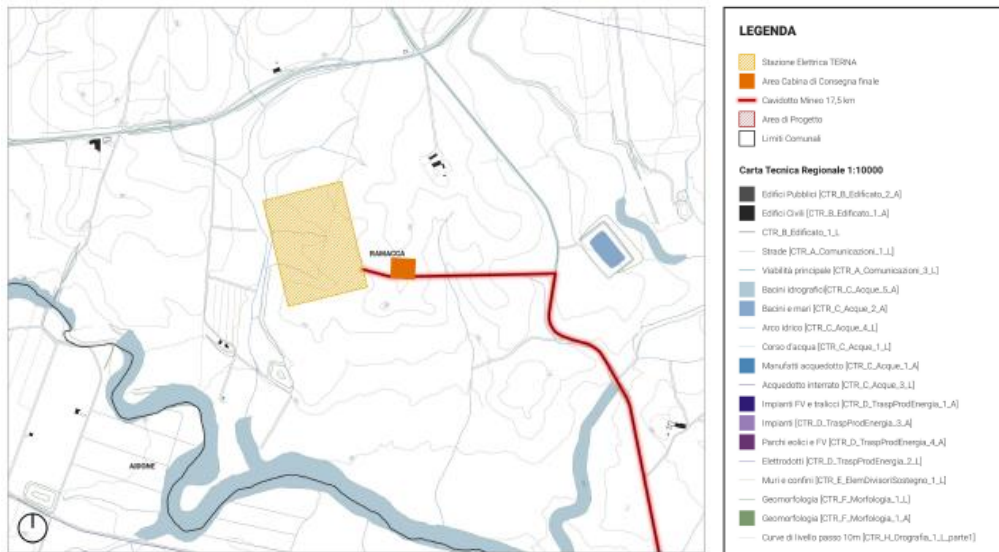 RAMACCA
AIDONE
LEGENDA
Stazione Elettrica TERNA
Area Cabina di Consegna finale
Cavidotto Mineo 17,5 km
Area di Progetto
Limiti Comunali
Carta Tecnica Regionale 1:10000
Edifici Pubblici [CTR_B_Edificato_2_A]
Edifici Civili [CTR_B_Edificato_1_A]
CTR_B_Edificato_1_L
Strade [CTR_A_Comunicazioni_1_L]
Viabilità principale [CTR_A_Comunicazioni_3_L]
Bacini idrografici[CTR_C_Acque_5_A]
Bacini e mari [CTR_C_Acque_2_A]
Arco idrico [CTR_C_Acque_4_L]
Corso d'acqua [CTR_C_Acque_1_L]
Manufatti acquedotto [CTR_C_Acque_1_A]
Acquedotto interrato [CTR_C_Acque_3_L]
Impianti FV e tralicci [CTR_D_TraspProdEnergia_1_A]
Impianti [CTR_D_TraspProdEnergia_3_A]
Parchi eolici e FV [CTR_D_TraspProdEnergia_4_A]
Elettrodotti [CTR_D_TraspProdEnergia_2_L]
Muri e confini [CTR_E_ElemDivisoriSostegno_1_L]
Geomorfologia [CTR_F_Morfologia_1_L]
Geomorfologia [CTR_F_Morfologia_1_A]
Curve di livello passo 10m [CTR_H_Orografia_1_L_parte1]